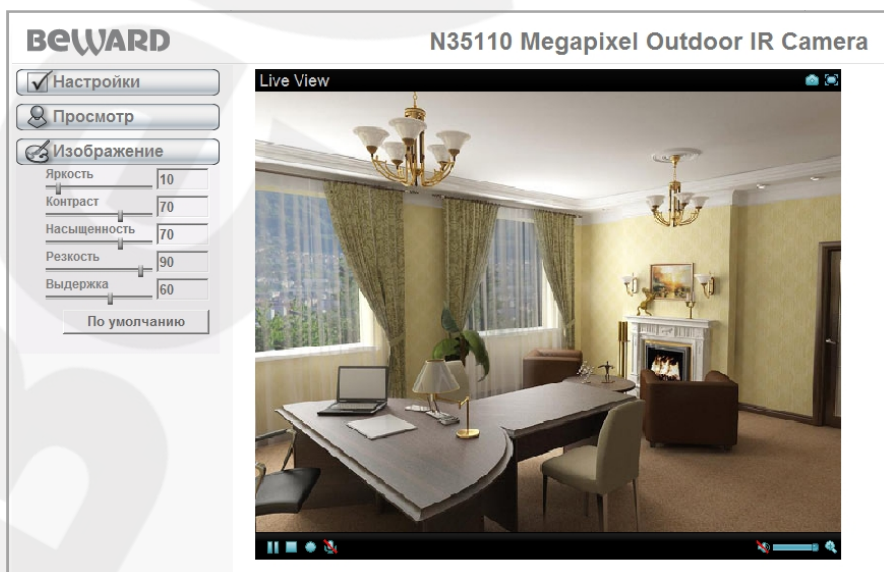 BEWARD
N35110 Megapixel Outdoor IR Camera
Настройки
Просмотр
Изображение
Яркость 10
Контраст 70
Насыщенность 70
Резкость 90
Выдержка 60
По умолчанию
Live View